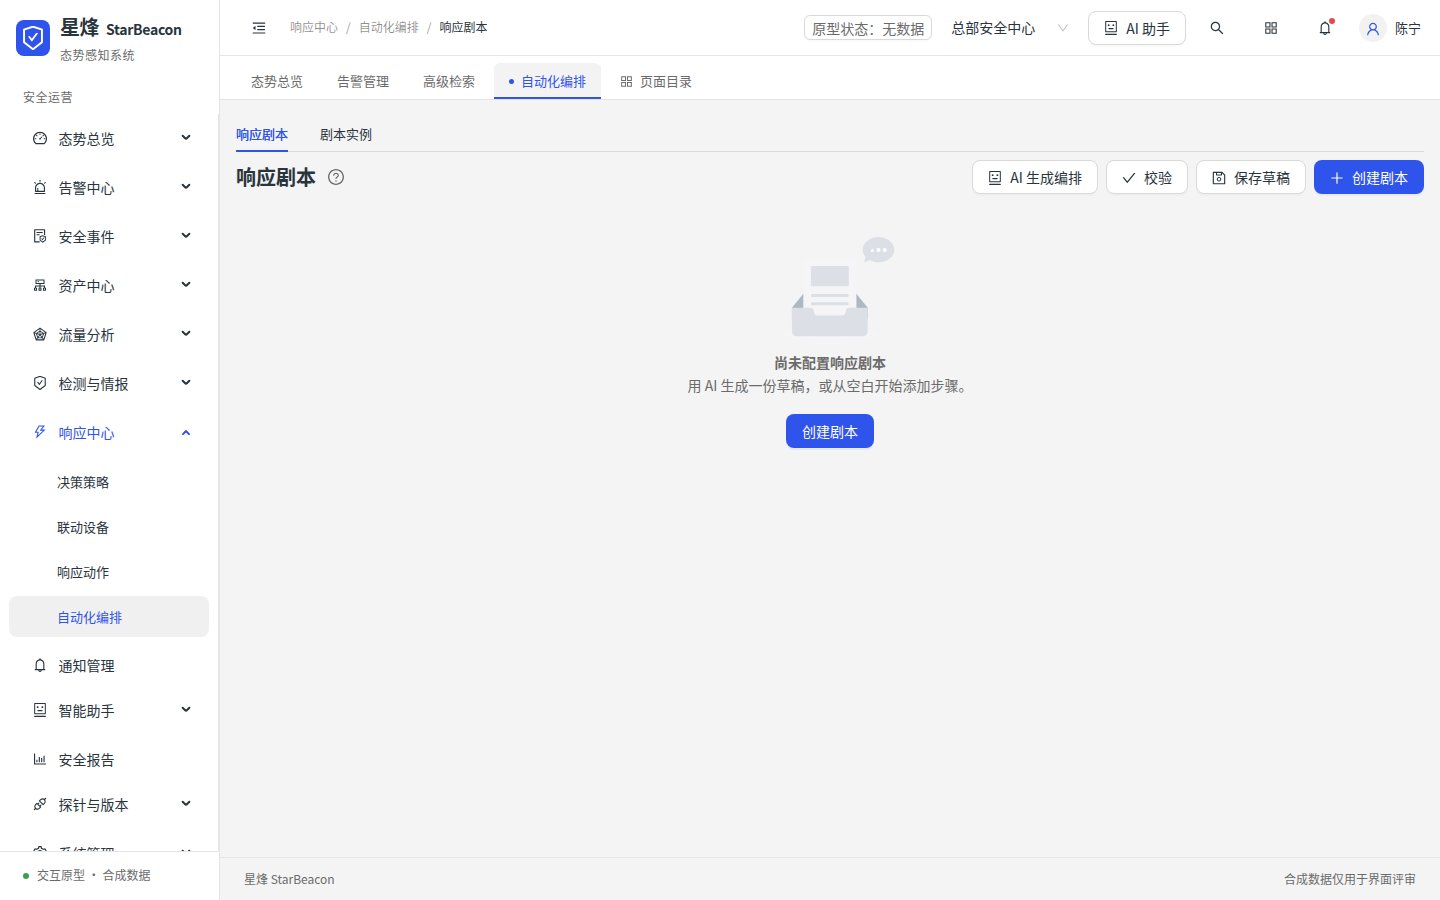 星烽 StarBeacon
态势感知系统
响应中心 / 自动化编排 / 响应剧本
原型状态：无数据
总部安全中心
AI 助手
陈宁
态势总览
告警管理
高级检索
自动化编排
页面目录
安全运营
态势总览
告警中心
安全事件
资产中心
流量分析
检测与情报
响应中心
决策策略
联动设备
响应动作
自动化编排
通知管理
智能助手
安全报告
探针与版本
系统管理
交互原型 · 合成数据
响应剧本
剧本实例
响应剧本
AI 生成编排
校验
保存草稿
创建剧本
尚未配置响应剧本
用 AI 生成一份草稿，或从空白开始添加步骤。
创建剧本
星烽 StarBeacon
合成数据仅用于界面评审